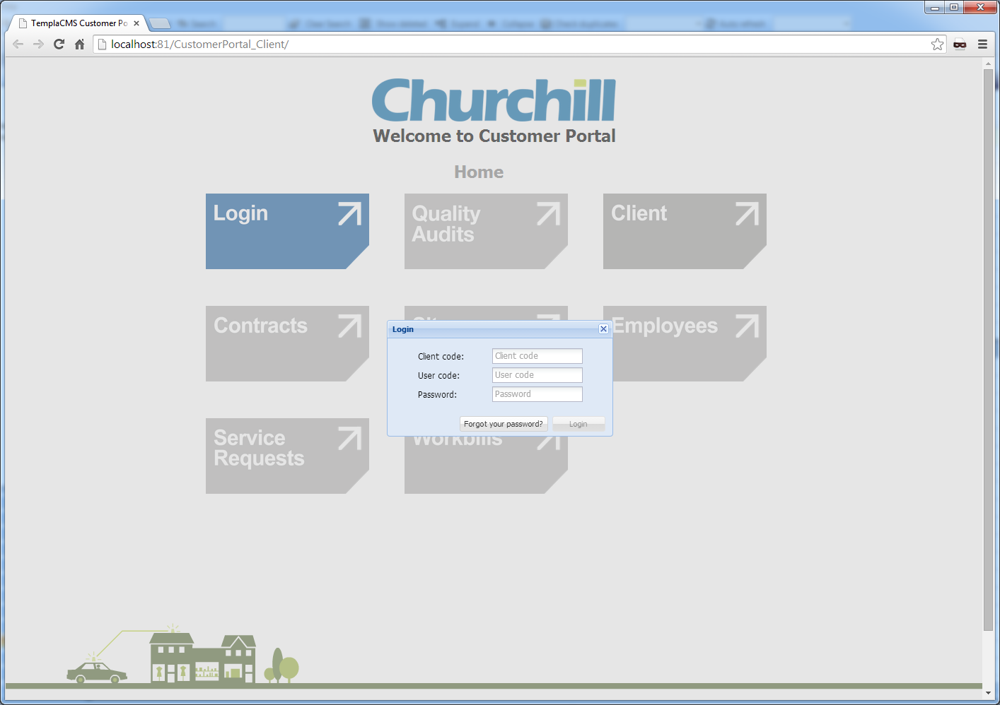 TemplaCMS Customer Po
localhost:81/CustomerPortal_Client/
Churchill
Welcome to Customer Portal
Home
Login
Quality
Audits
Client
Contracts
Employees
Login
Client code:
Client code
User code:
User code
Password:
Password
Forgot your password?
Login
Service
Requests
Workbills